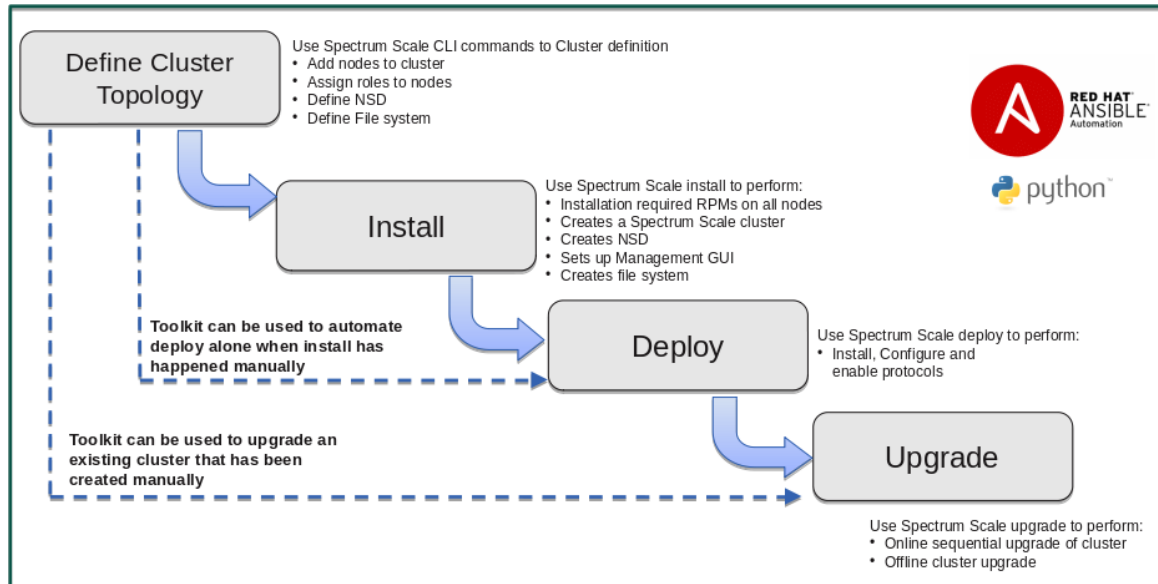 Define Cluster
Topology
Use Spectrum Scale CLI commands to Cluster definition
• Add nodes to cluster
• Assign roles to nodes
• Define NSD
• Define File system
RED HAT®
ANSIBLE®
Automation
python™
Install
Use Spectrum Scale install to perform:
• Installation required RPMs on all nodes
• Creates a Spectrum Scale cluster
• Creates NSD
• Sets up Management GUI
• Creates file system
Toolkit can be used to automate
deploy alone when install has
happened manually
Deploy
Use Spectrum Scale deploy to perform:
• Install, Configure and
enable protocols
Toolkit can be used to upgrade an
existing cluster that has been
created manually
Upgrade
Use Spectrum Scale upgrade to perform:
• Online sequential upgrade of cluster
• Offline cluster upgrade